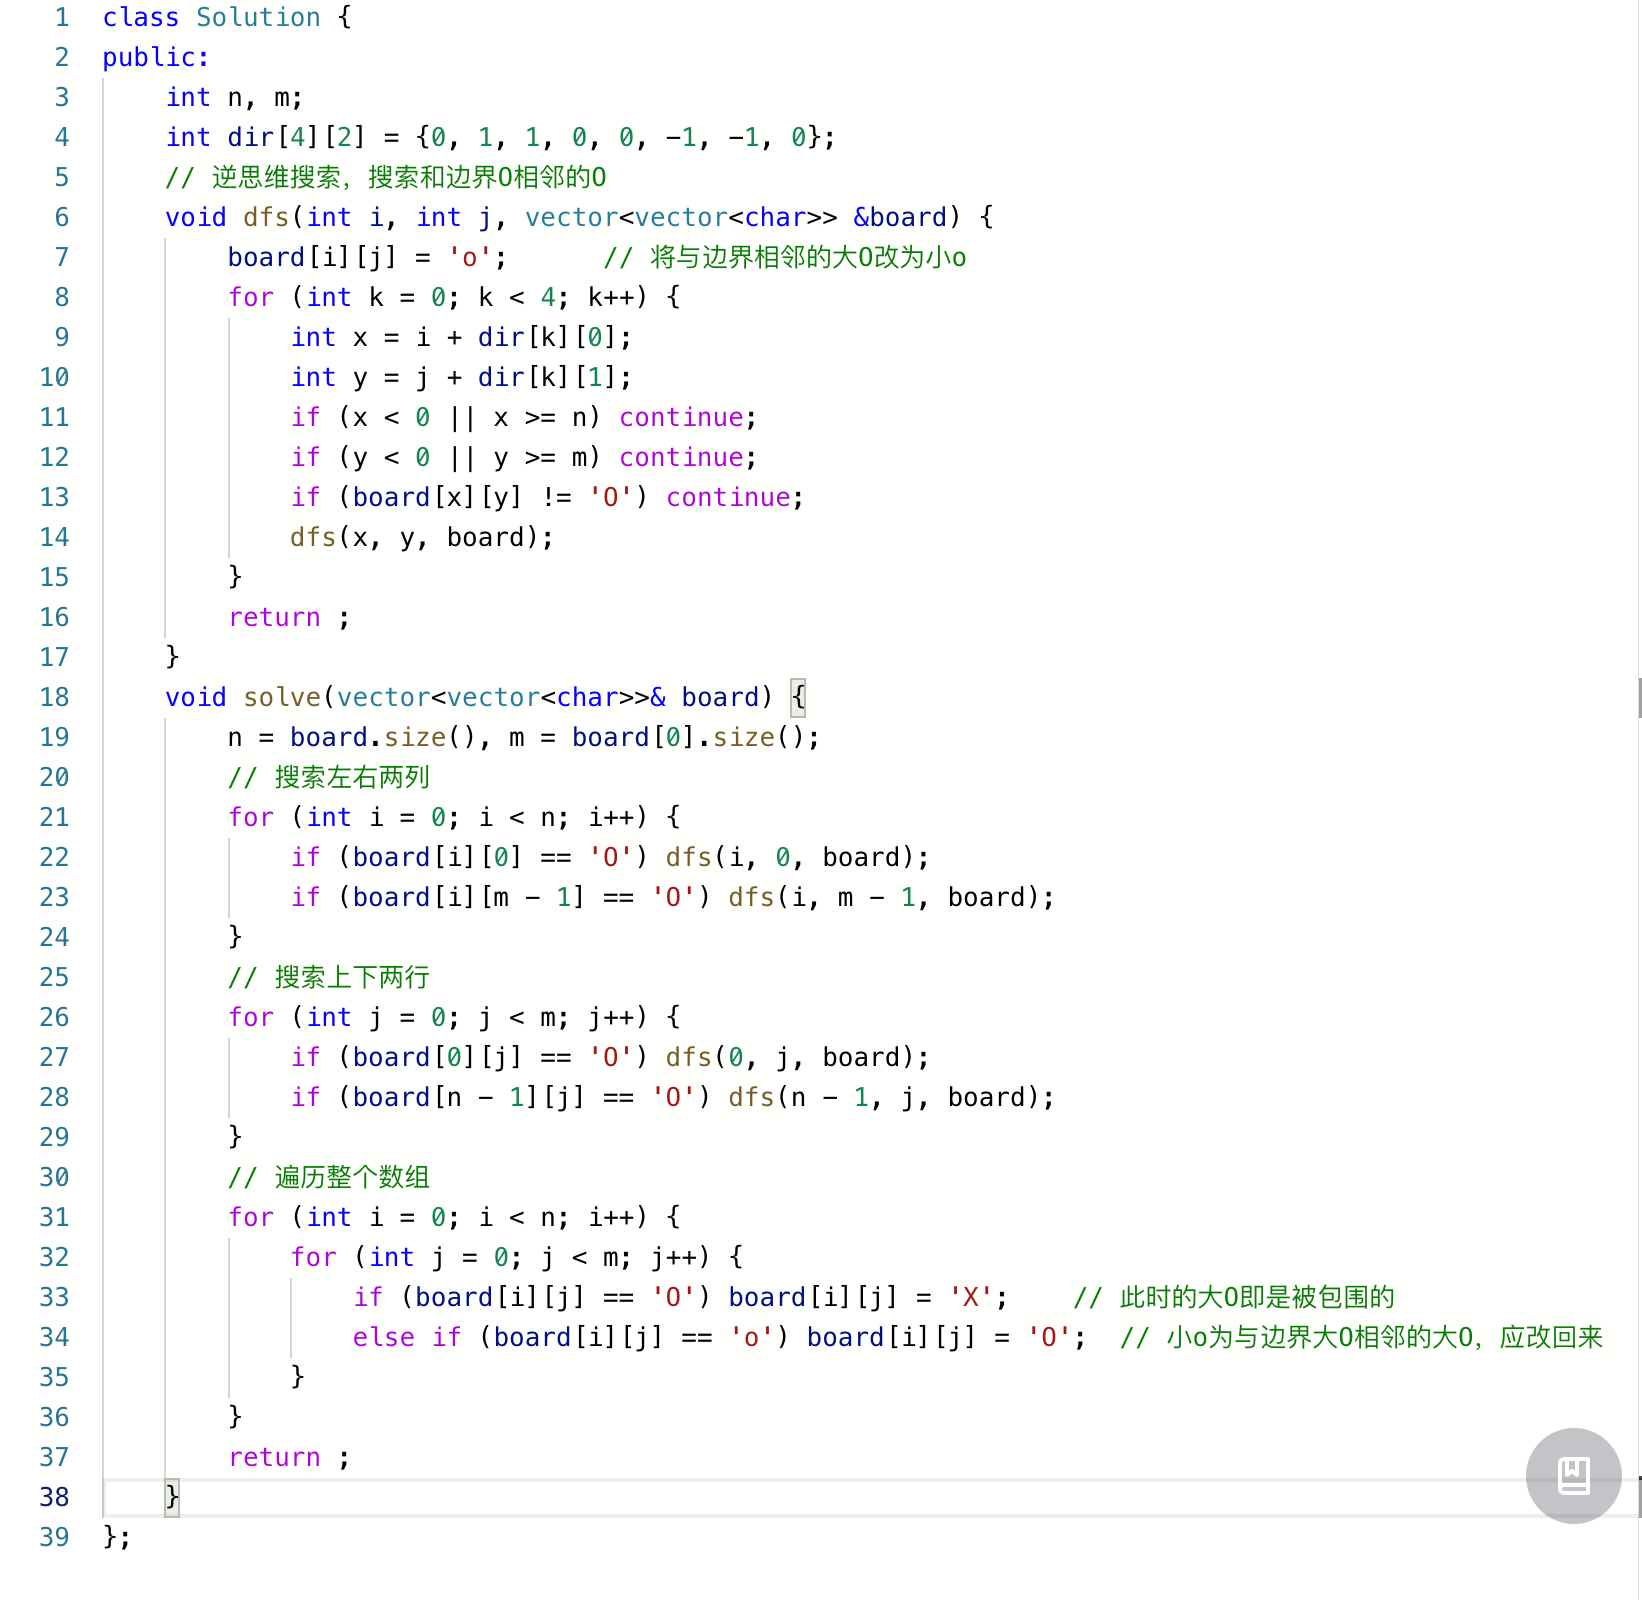 1 class Solution {
2 public:
3     int n, m;
4     int dir[4][2] = {0, 1, 1, 0, 0, -1, -1, 0};
5     // 逆思维搜索，搜索和边界O相邻的O
6     void dfs(int i, int j, vector<vector<char>> &board) {
7         board[i][j] = 'o';      // 将与边界相邻的大O改为小o
8         for (int k = 0; k < 4; k++) {
9             int x = i + dir[k][0];
10             int y = j + dir[k][1];
11             if (x < 0 || x >= n) continue;
12             if (y < 0 || y >= m) continue;
13             if (board[x][y] != 'O') continue;
14             dfs(x, y, board);
15         }
16         return ;
17     }
18     void solve(vector<vector<char>>& board) {
19         n = board.size(), m = board[0].size();
20         // 搜索左右两列
21         for (int i = 0; i < n; i++) {
22             if (board[i][0] == 'O') dfs(i, 0, board);
23             if (board[i][m - 1] == 'O') dfs(i, m - 1, board);
24         }
25         // 搜索上下两行
26         for (int j = 0; j < m; j++) {
27             if (board[0][j] == 'O') dfs(0, j, board);
28             if (board[n - 1][j] == 'O') dfs(n - 1, j, board);
29         }
30         // 遍历整个数组
31         for (int i = 0; i < n; i++) {
32             for (int j = 0; j < m; j++) {
33                 if (board[i][j] == 'O') board[i][j] = 'X';    // 此时的大O即是被包围的
34                 else if (board[i][j] == 'o') board[i][j] = 'O';  // 小o为与边界大O相邻的大O，应改回来
35             }
36         }
37         return ;
38     }
39 };